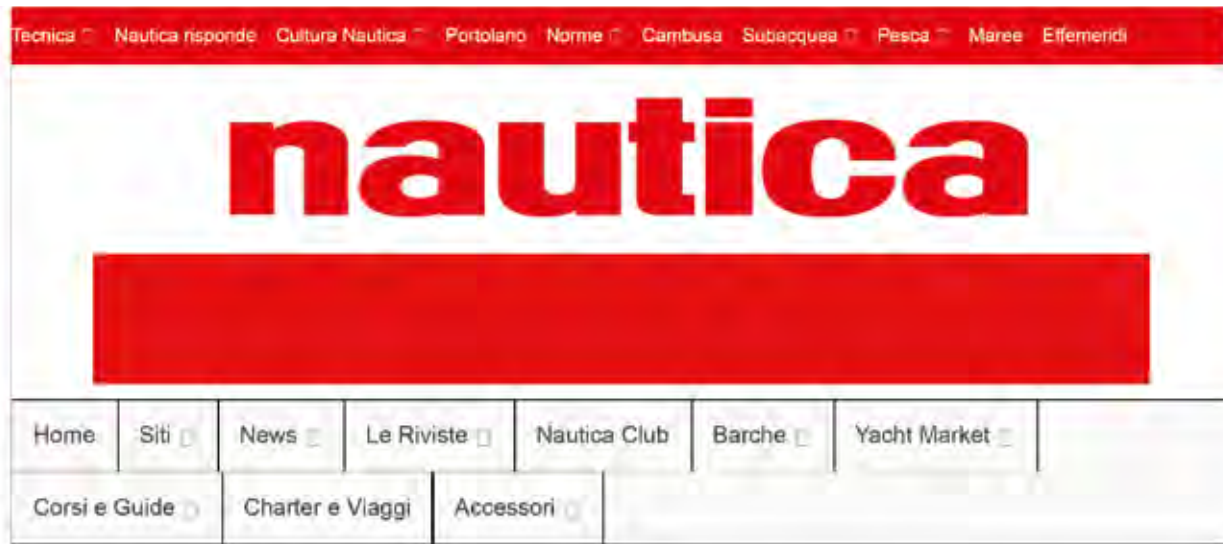 Tecnica Nautica risponde Cultura Nautica Portolano Norme Cambusa Subacquea Pesca Maree Effemeridi
nautica
Home Siti News Le Riviste Nautica Club Barche Yacht Market
Corsi e Guide Charter e Viaggi Accessori